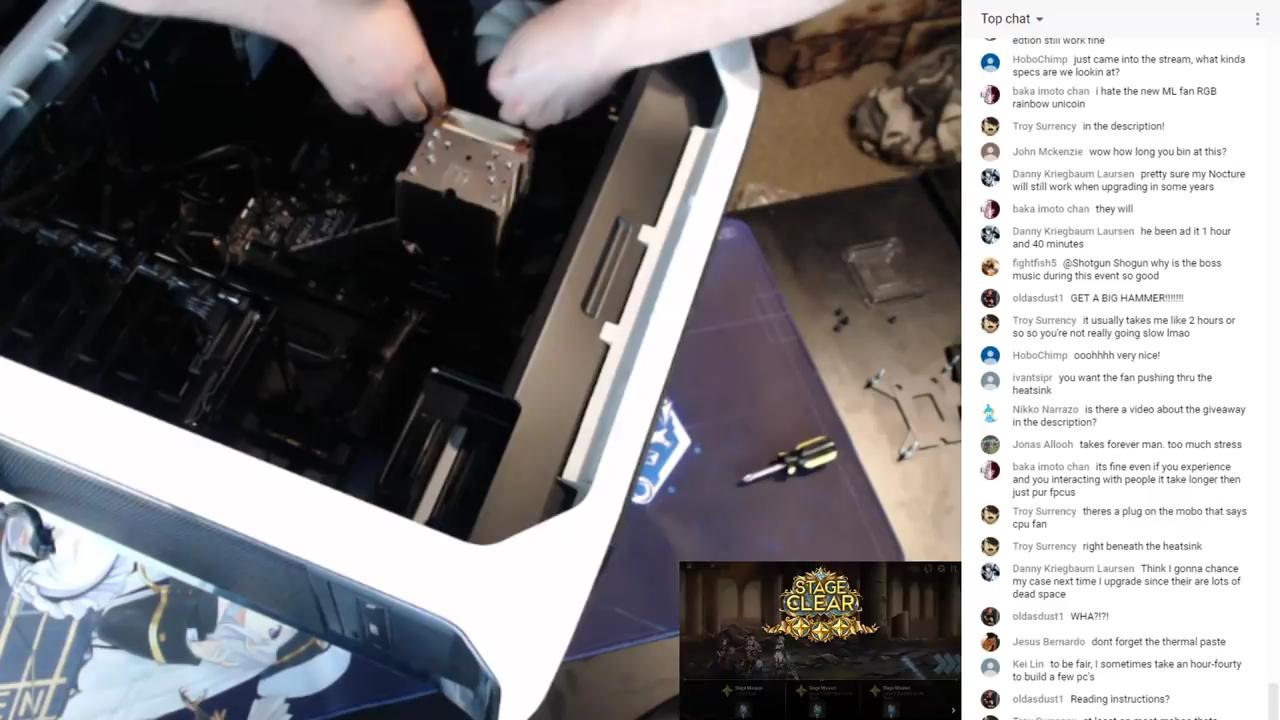 Top chat
edtion still work fine
HoboChimp just came into the stream, what kinda
specs are we lookin at?
baka imoto chan i hate the new ML fan RGB
rainbow unicoin
Troy Surrency in the description!
John Mckenzie wow how long you bin at this?
Danny Kriegbaum Laursen pretty sure my Nocture
will still work when upgrading in some years
baka imoto chan they will
Danny Kriegbaum Laursen he been ad it 1 hour
and 40 minutes
fightfish5 @Shotgun Shogun why is the boss
music during this event so good
oldasdust1 GET A BIG HAMMER!!!!!!!
Troy Surrency it usually takes me like 2 hours or
so so you're not really going slow lmao
HoboChimp ooohhhh very nice!
ivantsipr you want the fan pushing thru the
heatsink
Nikko Narrazo is there a video about the giveaway
in the description?
Jonas Allooh takes forever man. too much stress
baka imoto chan its fine even if you experience
and you interacting with people it take longer then
just pur fpcus
Troy Surrency theres a plug on the mobo that says
cpu fan
Troy Surrency right beneath the heatsink
Danny Kriegbaum Laursen Think I gonna chance
my case next time I upgrade since their are lots of
dead space
oldasdust1 WHA?!?!
Jesus Bernardo dont forget the thermal paste
Kei Lin to be fair, I sometimes take an hour-fourty
to build a few pc's
oldasdust1 Reading instructions?
STAGE
CLEAR